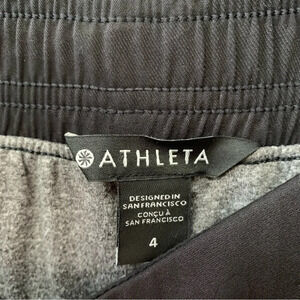 ATHLETA
DESIGNED IN
SAN FRANCISCO
CONÇU À
SAN FRANCISCO
4